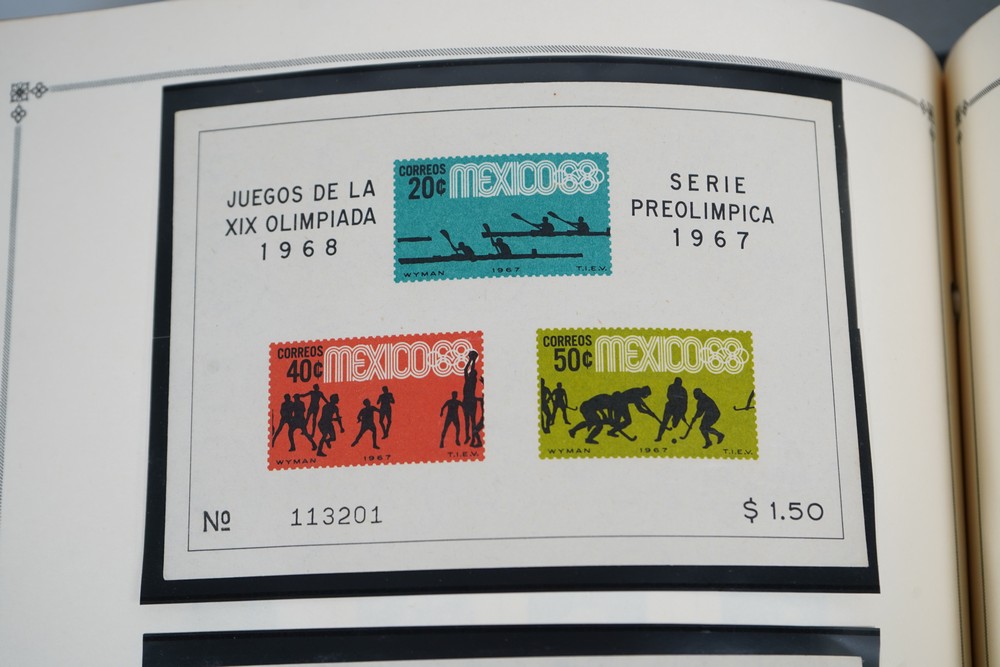 JUEGOS DE LA
XIX OLIMPIADA
1968
CORREOS
20¢
MEXICO68
WYMAN 1967 T.I.E.V.
SERIE
PREOLIMPICA
1967
CORREOS
40¢
MEXICO68
WYMAN 1967 T.I.E.V.
CORREOS
50¢
MEXICO68
WYMAN 1967 T.I.E.V.
Nº 113201
$ 1.50